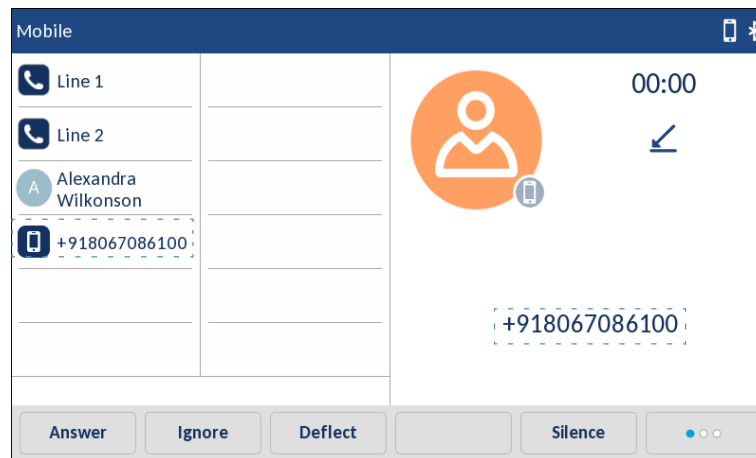 Mobile
Line 1
Line 2
A
Alexandra
Wilkonson
+918067086100
00:00
+918067086100
Answer
Ignore
Deflect
Silence